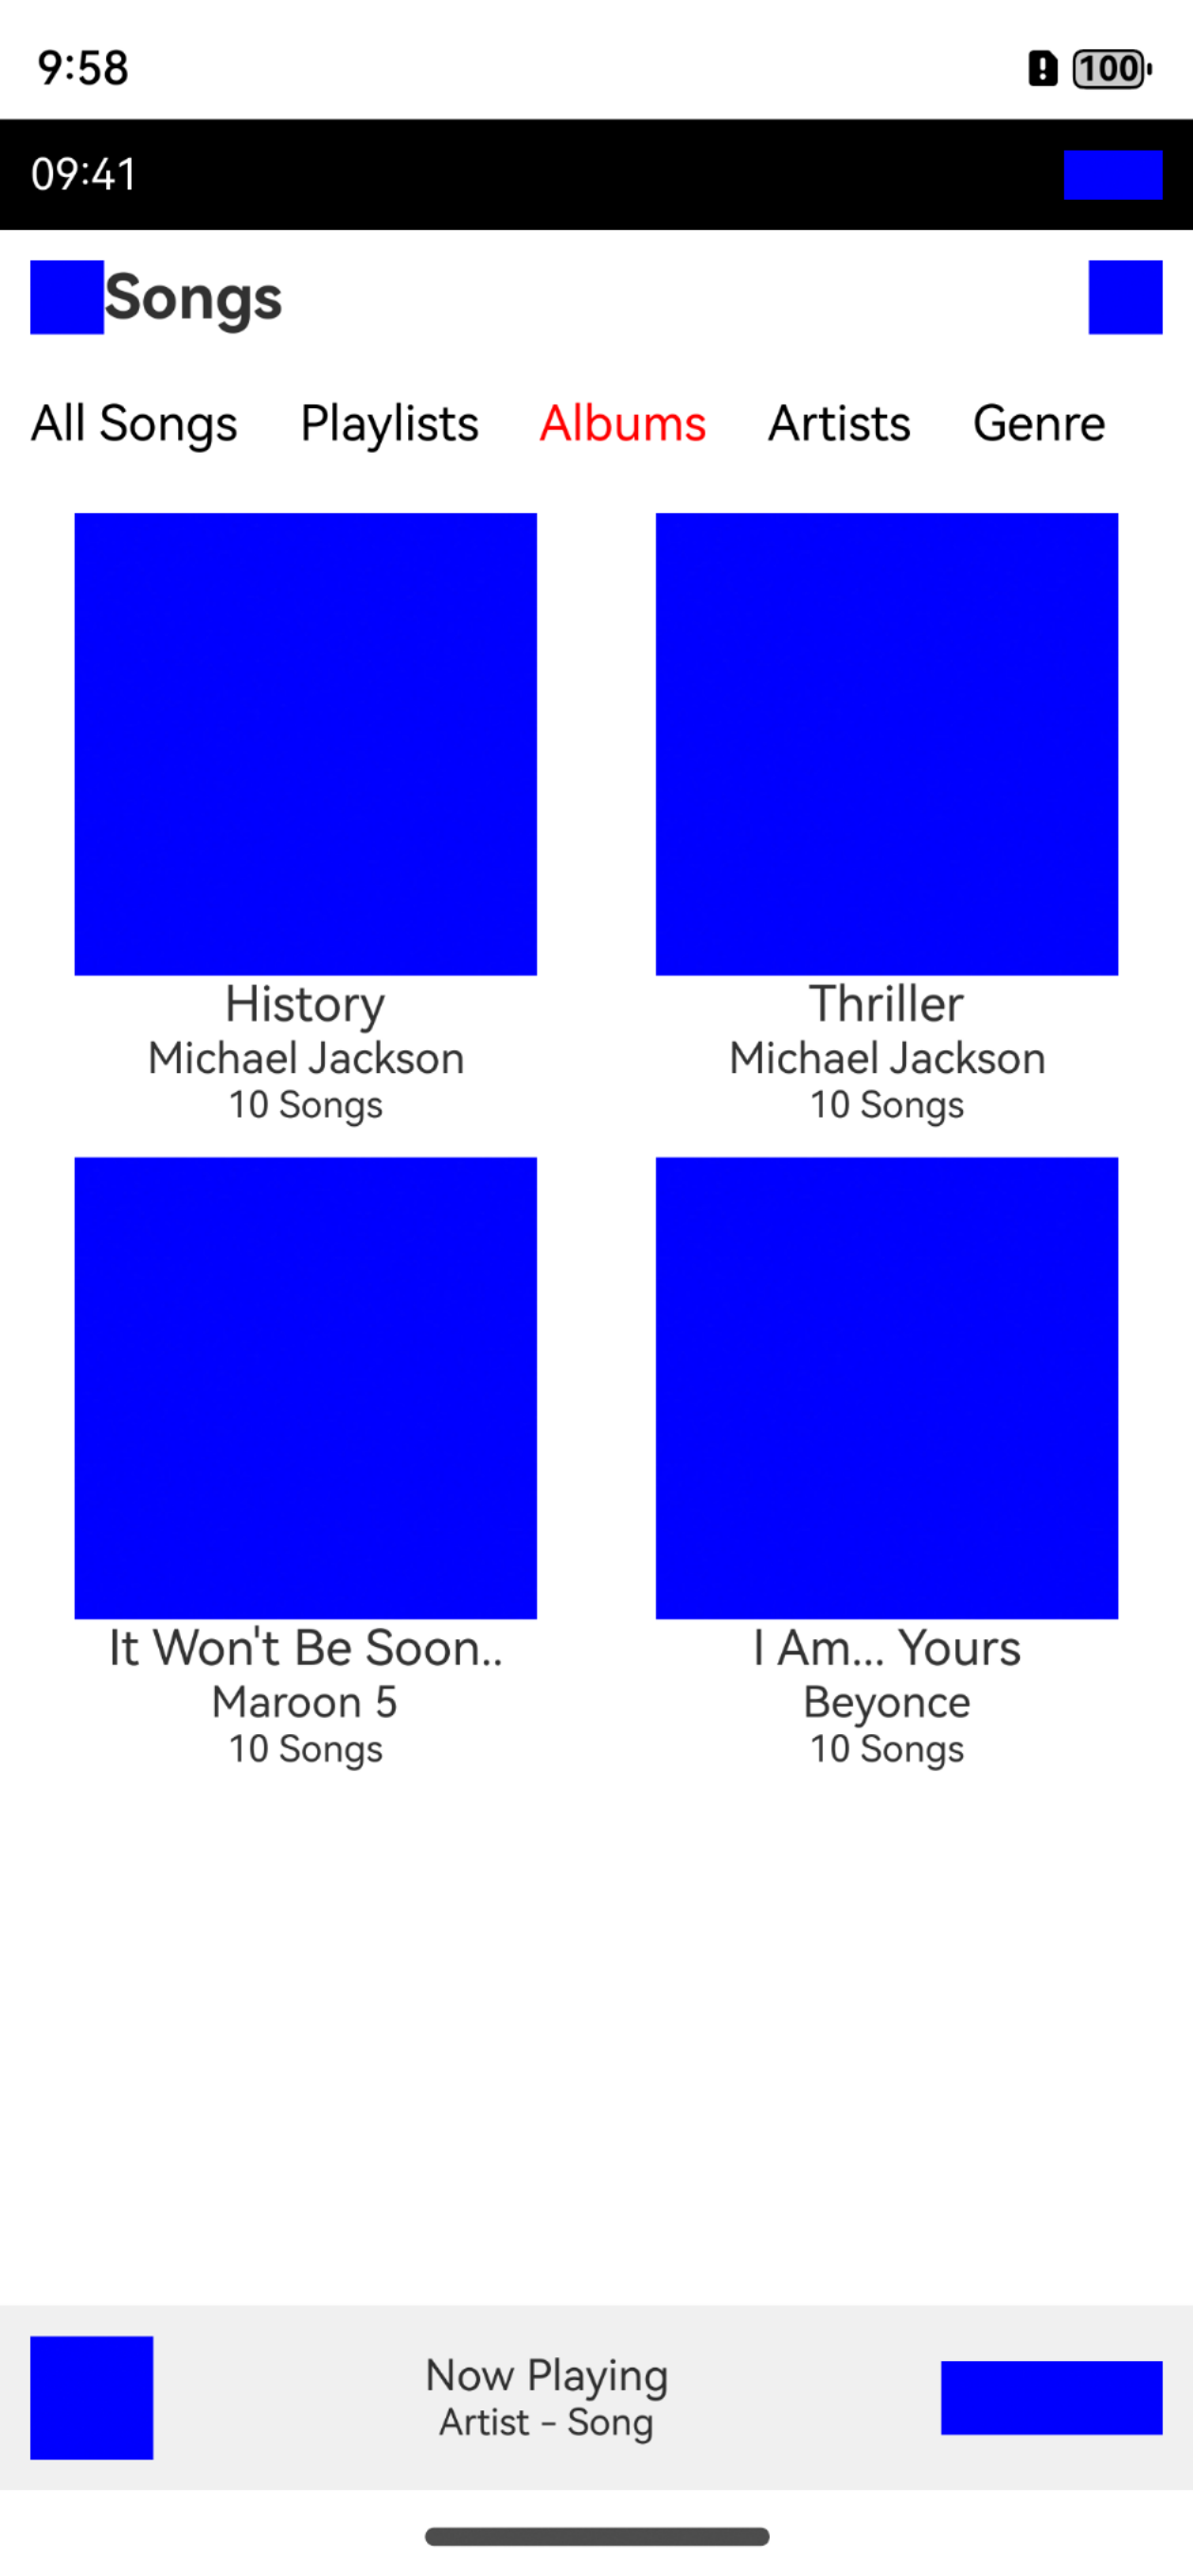 9:58
100
09:41
Songs
All Songs Playlists Albums Artists Genre
History
Michael Jackson
10 Songs
Thriller
Michael Jackson
10 Songs
It Won't Be Soon..
Maroon 5
10 Songs
I Am... Yours
Beyonce
10 Songs
Now Playing
Artist - Song